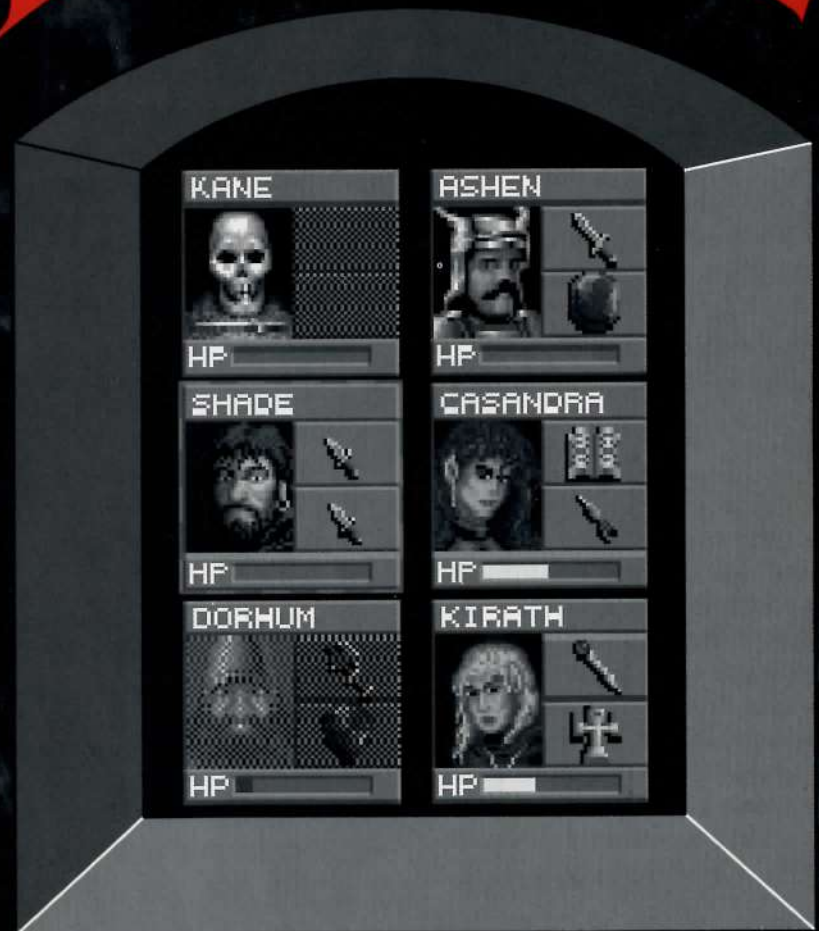 KANE
ASHEN
HP
HP
SHADE
CASANDRA
HP
HP
DORHUM
KIRATH
HP
HP